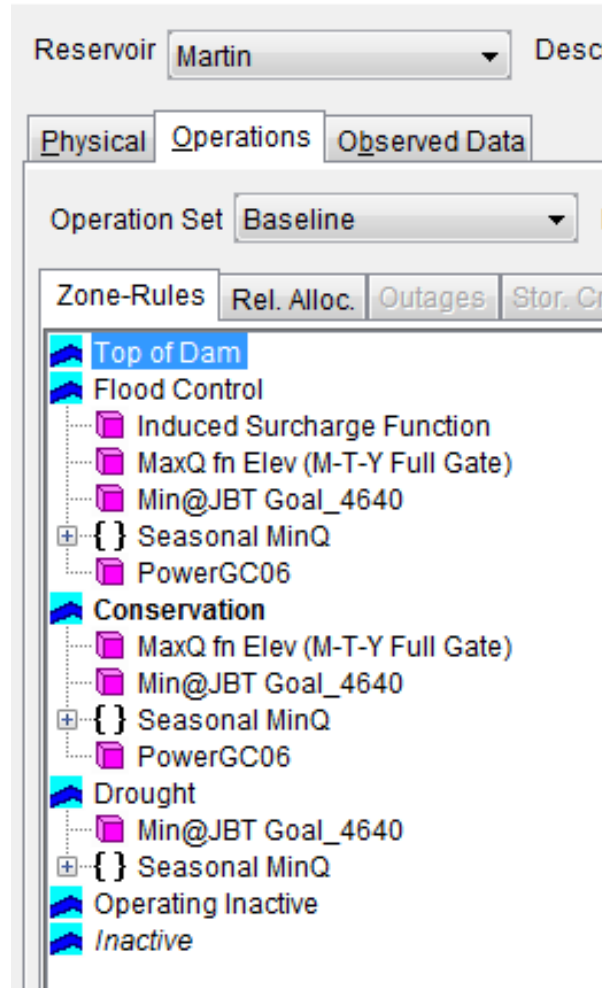 Reservoir Martin Desc
Physical Operations Observed Data
Operation Set Baseline
Zone-Rules Rel. Alloc. Outages Stor. Cr
Top of Dam
Flood Control
Induced Surcharge Function
MaxQ fn Elev (M-T-Y Full Gate)
Min@JBT Goal_4640
{ } Seasonal MinQ
PowerGC06
Conservation
MaxQ fn Elev (M-T-Y Full Gate)
Min@JBT Goal_4640
{ } Seasonal MinQ
PowerGC06
Drought
Min@JBT Goal_4640
{ } Seasonal MinQ
Operating Inactive
Inactive